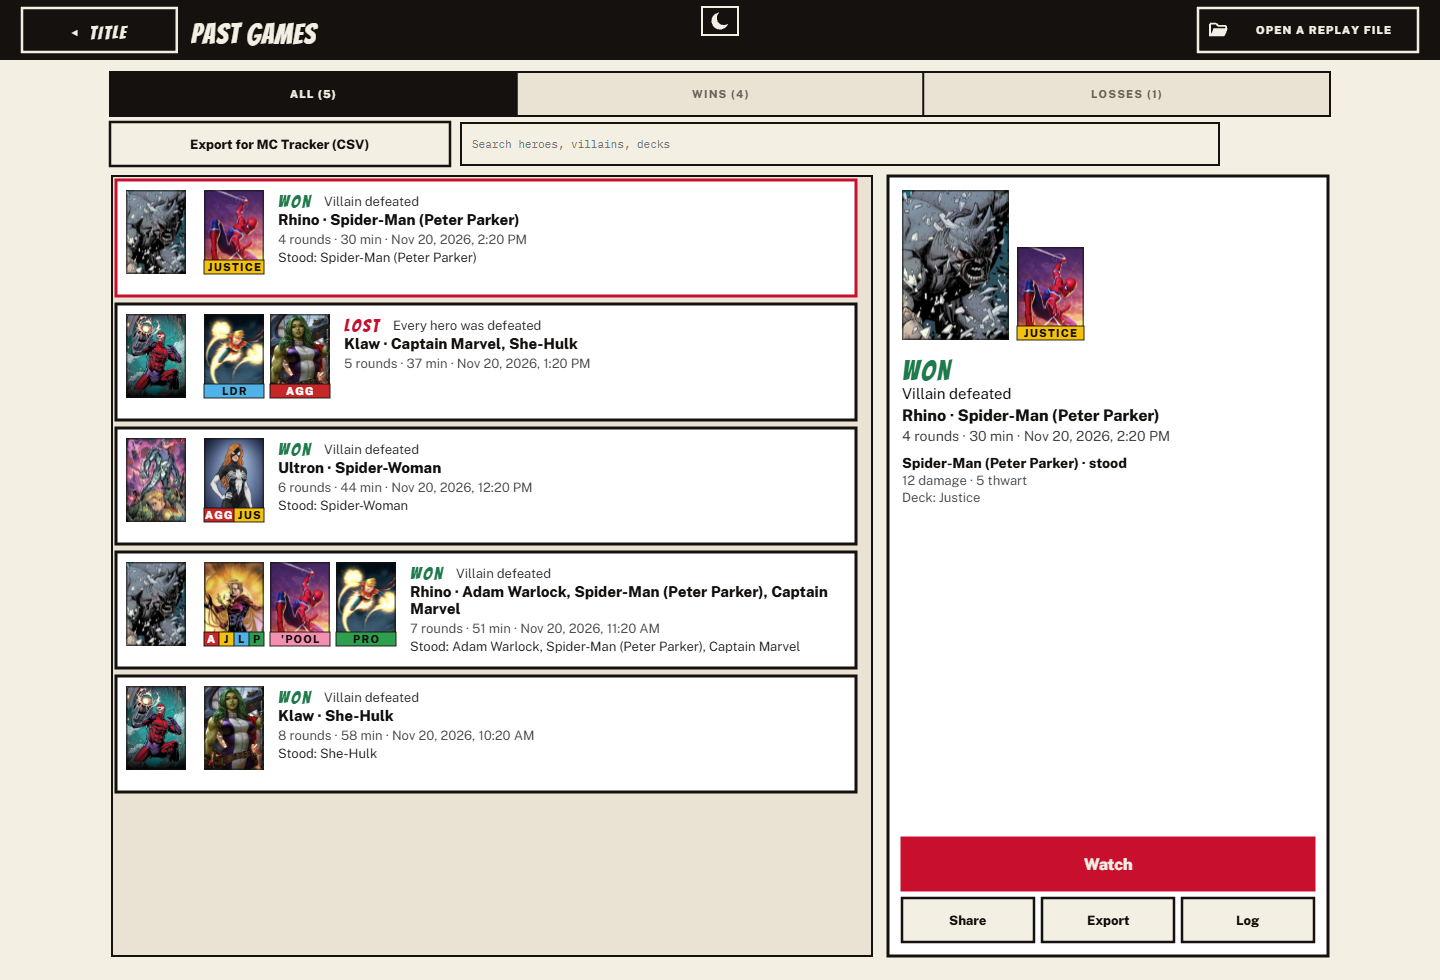 ◂ TITLE
PAST GAMES
OPEN A REPLAY FILE
ALL (5)
WINS (4)
LOSSES (1)
Export for MC Tracker (CSV)
Search heroes, villains, decks
JUSTICE
WON Villain defeated
Rhino · Spider-Man (Peter Parker)
4 rounds · 30 min · Nov 20, 2026, 2:20 PM
Stood: Spider-Man (Peter Parker)
LDR
AGG
LOST Every hero was defeated
Klaw · Captain Marvel, She-Hulk
5 rounds · 37 min · Nov 20, 2026, 1:20 PM
AGG JUS
WON Villain defeated
Ultron · Spider-Woman
6 rounds · 44 min · Nov 20, 2026, 12:20 PM
Stood: Spider-Woman
A J L P
'POOL
PRO
WON Villain defeated
Rhino · Adam Warlock, Spider-Man (Peter Parker), Captain
Marvel
7 rounds · 51 min · Nov 20, 2026, 11:20 AM
Stood: Adam Warlock, Spider-Man (Peter Parker), Captain Marvel
WON Villain defeated
Klaw · She-Hulk
8 rounds · 58 min · Nov 20, 2026, 10:20 AM
Stood: She-Hulk
JUSTICE
WON
Villain defeated
Rhino · Spider-Man (Peter Parker)
4 rounds · 30 min · Nov 20, 2026, 2:20 PM
Spider-Man (Peter Parker) · stood
12 damage · 5 thwart
Deck: Justice
Watch
Share
Export
Log